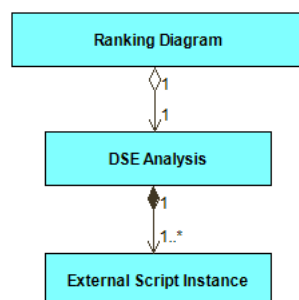 Ranking Diagram
1
1
DSE Analysis
1
1..*
External Script Instance